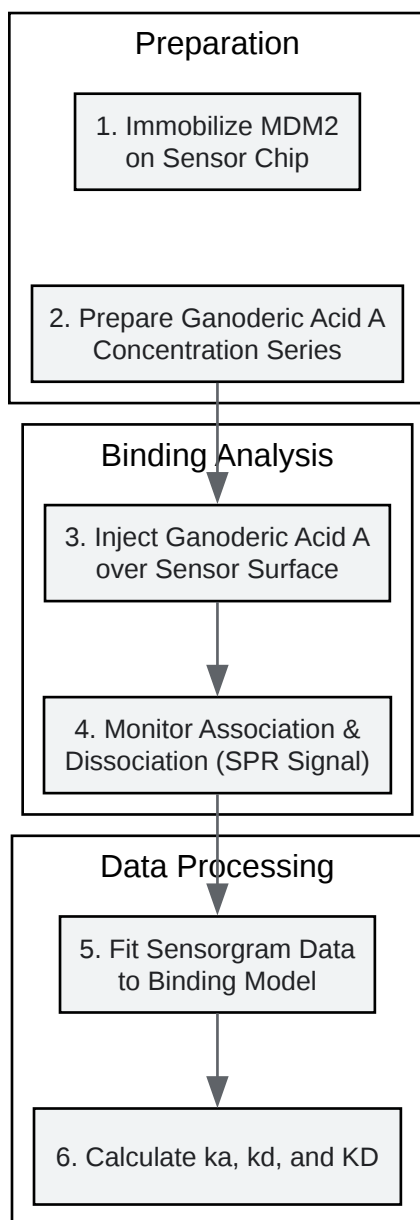 Preparation
1. Immobilize MDM2
on Sensor Chip
2. Prepare Ganoderic Acid A
Concentration Series
Binding Analysis
3. Inject Ganoderic Acid A
over Sensor Surface
4. Monitor Association &
Dissociation (SPR Signal)
Data Processing
5. Fit Sensorgram Data
to Binding Model
6. Calculate ka, kd, and KD